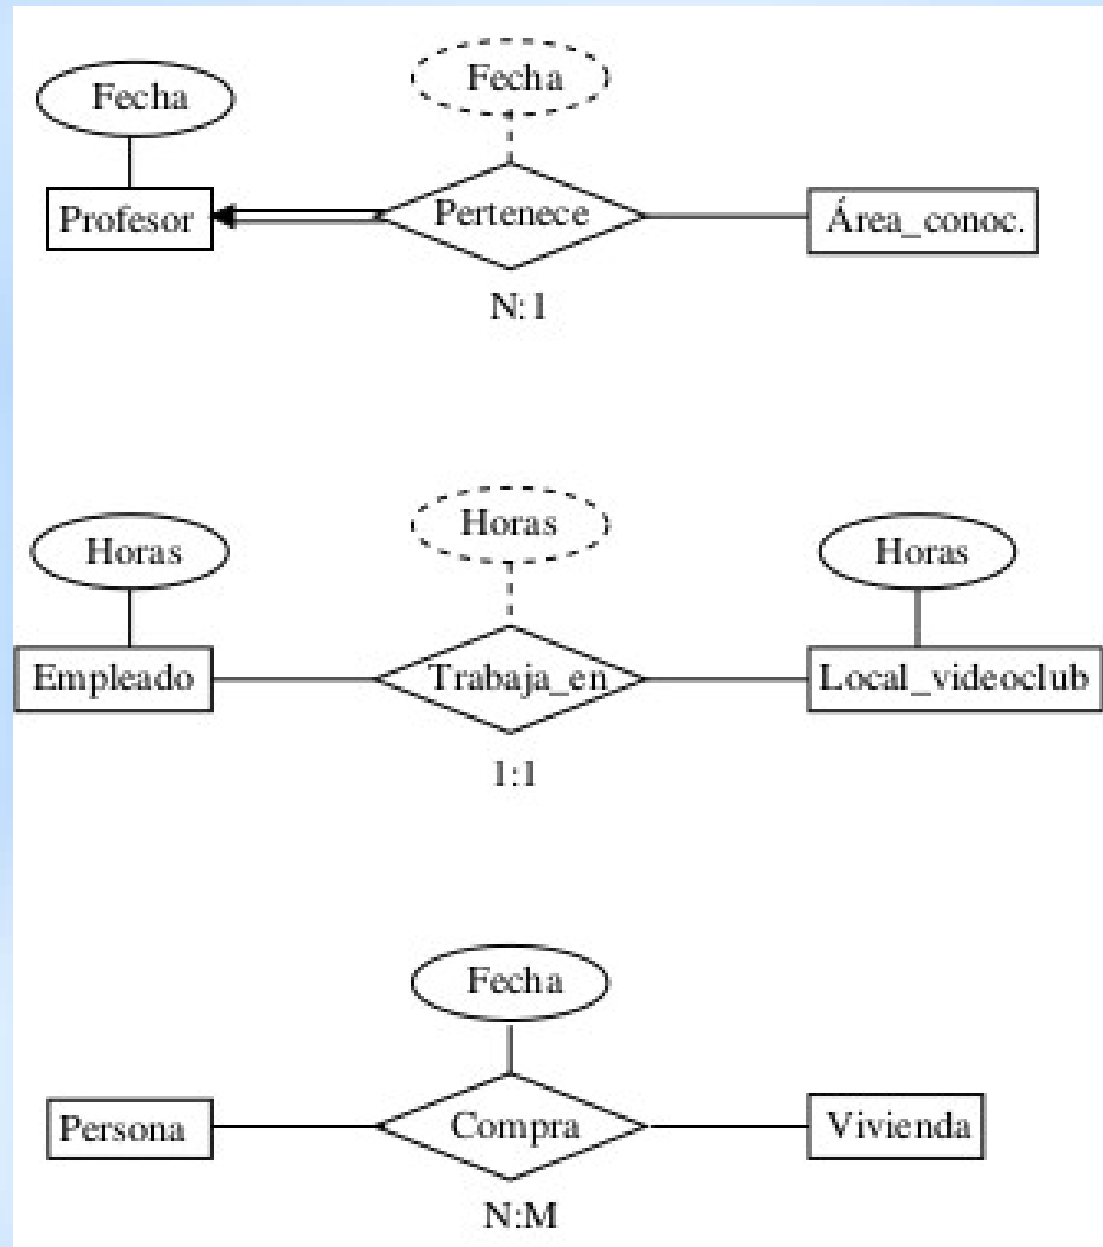 Fecha
Fecha
Profesor
Pertenece
Área_conoc.
N:1
Horas
Horas
Horas
Empleado
Trabaja_en
Local_videoclub
1:1
Fecha
Persona
Compra
Vivienda
N:M